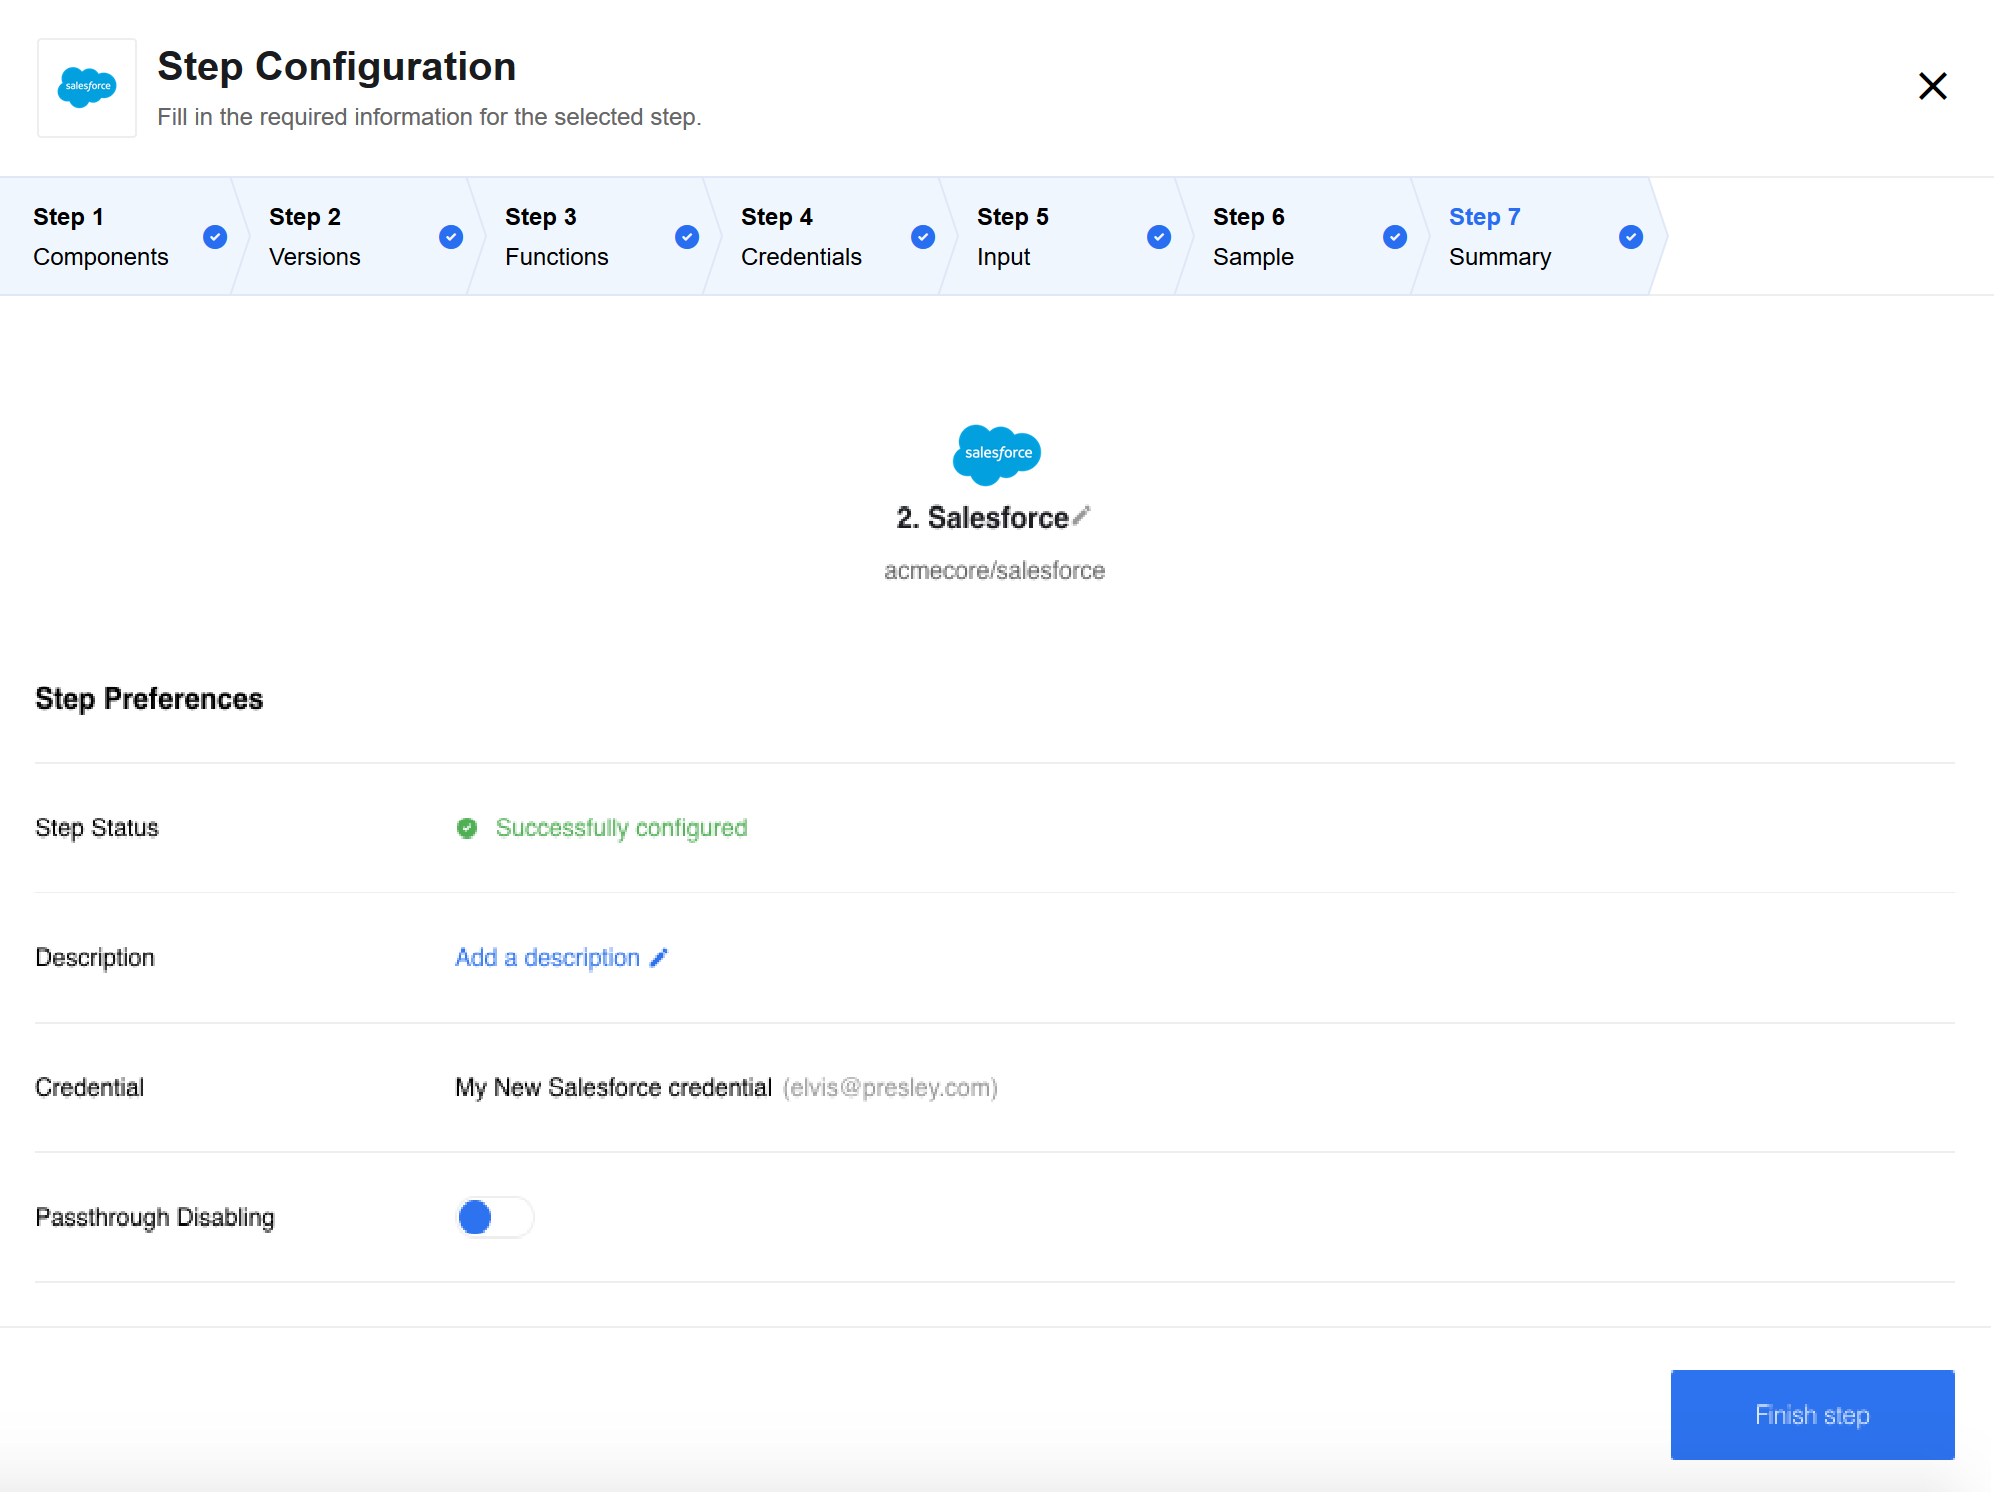 salesforce
Step Configuration
Fill in the required information for the selected step.
Step 1
Components
Step 2
Versions
Step 3
Functions
Step 4
Credentials
Step 5
Input
Step 6
Sample
Step 7
Summary
salesforce
2. Salesforce
acmecore/salesforce
Step Preferences
Step Status
Successfully configured
Description
Add a description
Credential
My New Salesforce credential (elvis@presley.com)
Passthrough Disabling
Finish step